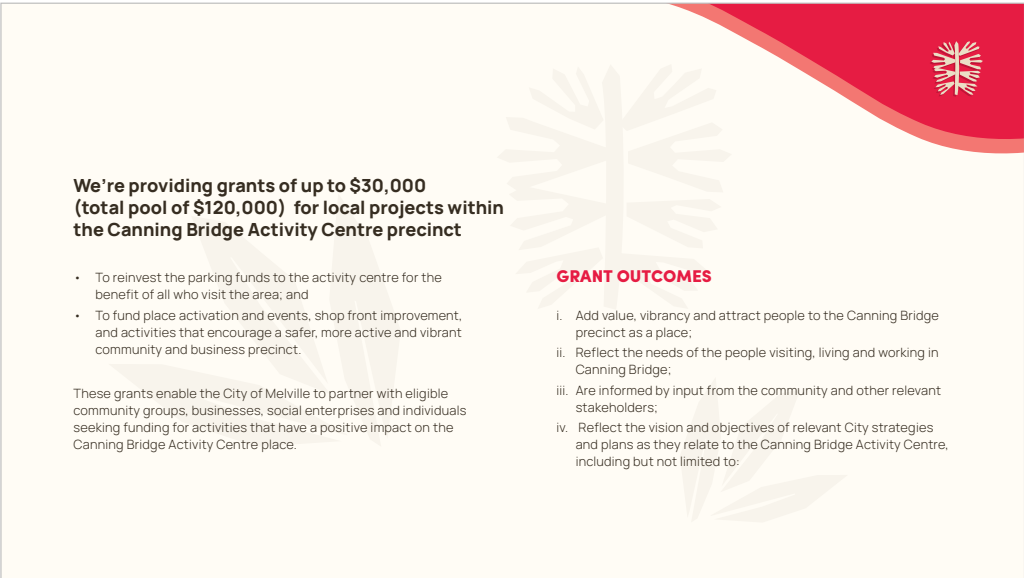 We’re providing grants of up to $30,000
(total pool of $120,000)  for local projects within
the Canning Bridge Activity Centre precinct
• To reinvest the parking funds to the activity centre for the
benefit of all who visit the area; and
• To fund place activation and events, shop front improvement,
and activities that encourage a safer, more active and vibrant
community and business precinct.
These grants enable the City of Melville to partner with eligible
community groups, businesses, social enterprises and individuals
seeking funding for activities that have a positive impact on the
Canning Bridge Activity Centre place.
GRANT OUTCOMES
i. Add value, vibrancy and attract people to the Canning Bridge
precinct as a place;
ii. Reflect the needs of the people visiting, living and working in
Canning Bridge;
iii. Are informed by input from the community and other relevant
stakeholders;
iv. Reflect the vision and objectives of relevant City strategies
and plans as they relate to the Canning Bridge Activity Centre,
including but not limited to: